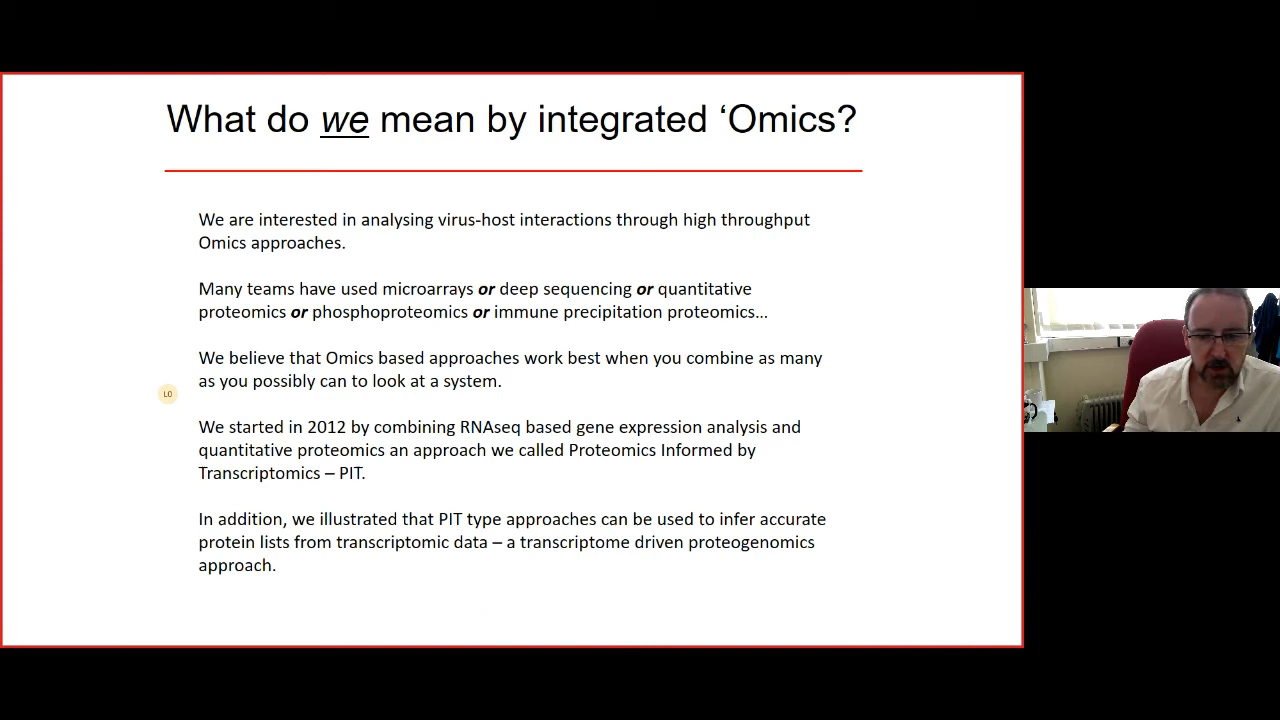 What do we mean by integrated ‘Omics?
We are interested in analysing virus-host interactions through high throughput
Omics approaches.
Many teams have used microarrays or deep sequencing or quantitative
proteomics or phosphoproteomics or immune precipitation proteomics...
We believe that Omics based approaches work best when you combine as many
as you possibly can to look at a system.
LO
We started in 2012 by combining RNAseq based gene expression analysis and
quantitative proteomics an approach we called Proteomics Informed by
Transcriptomics – PIT.
In addition, we illustrated that PIT type approaches can be used to infer accurate
protein lists from transcriptomic data – a transcriptome driven proteogenomics
approach.